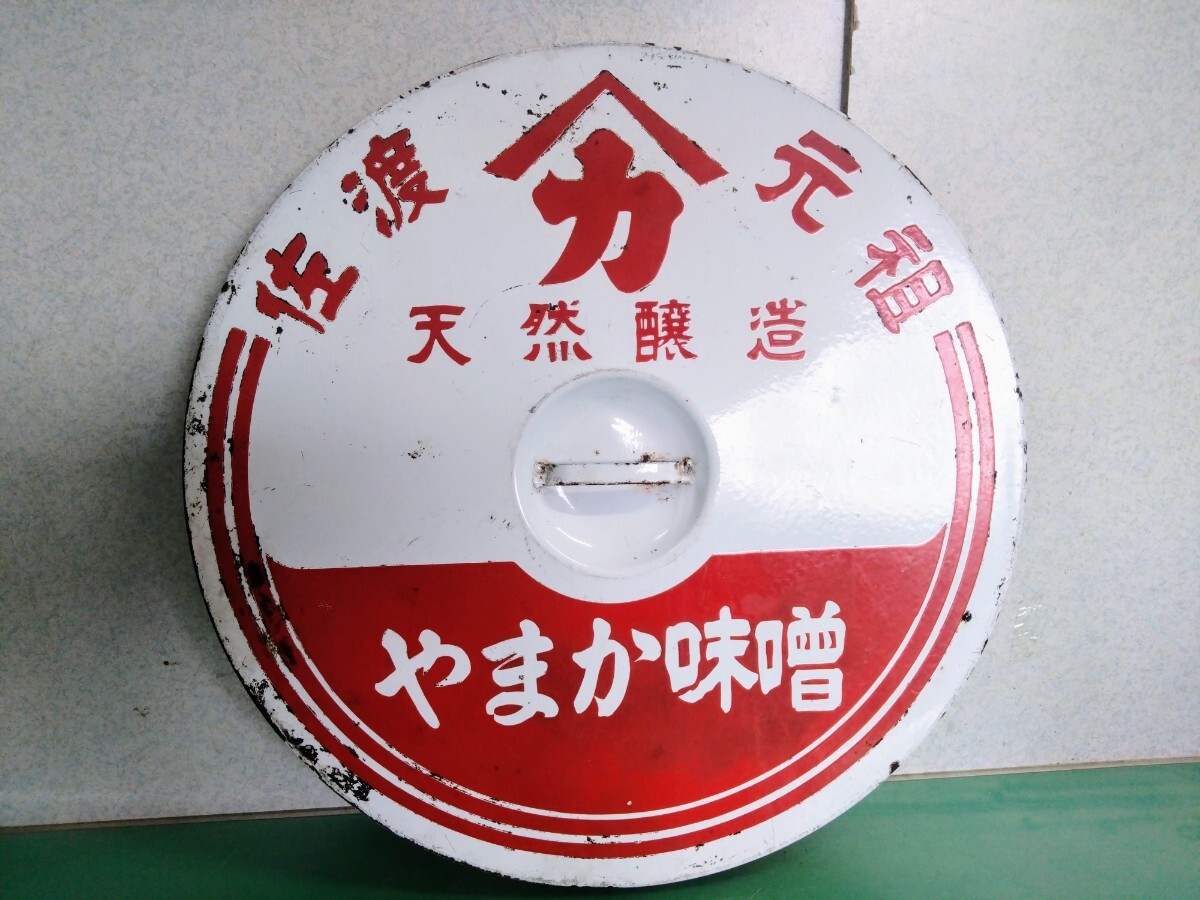 佐渡 元祖
カ
天然醸造
やまか味噌